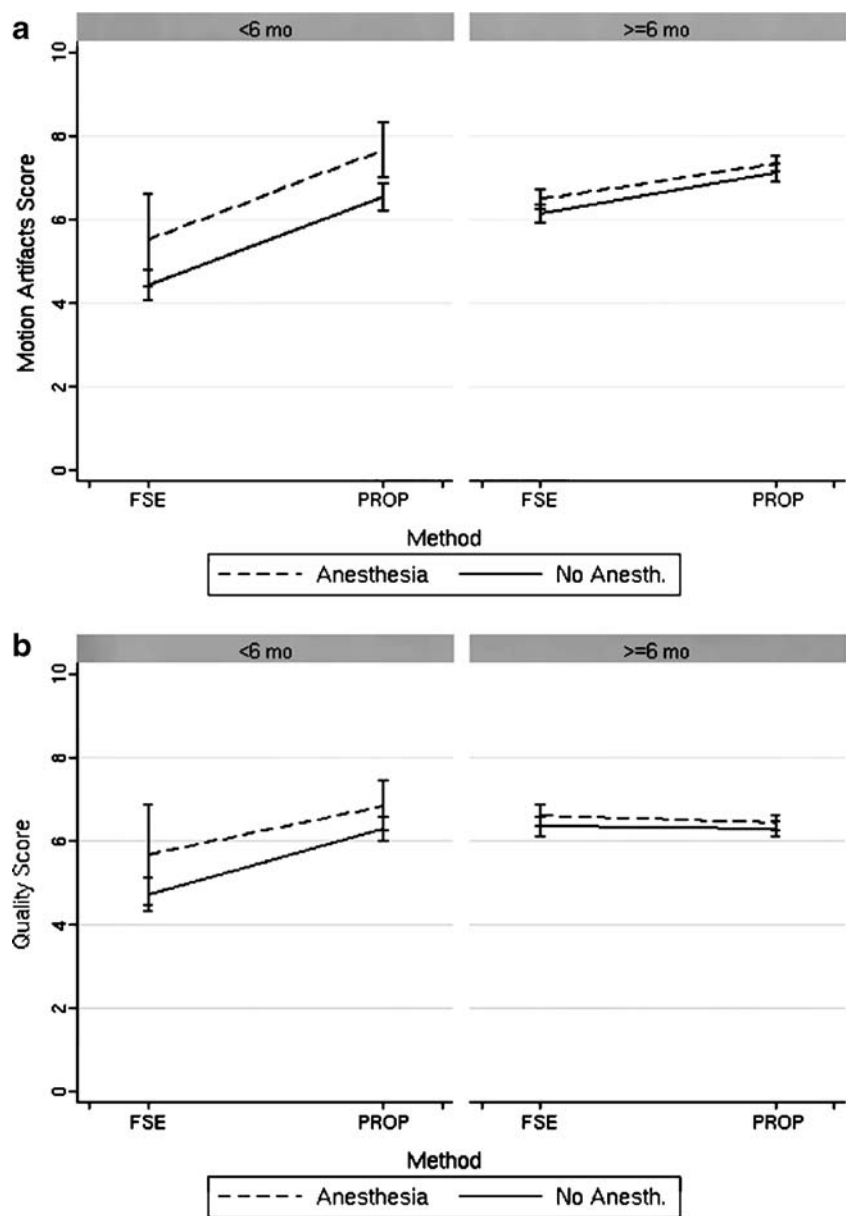 a
<6 mo
>=6 mo
Motion Artifacts Score
10
8
6
4
2
0
FSE
PROP
FSE
PROP
Method
Anesthesia
No Anesth.
b
<6 mo
>=6 mo
Quality Score
10
8
6
4
2
0
FSE
PROP
FSE
PROP
Method
Anesthesia
No Anesth.